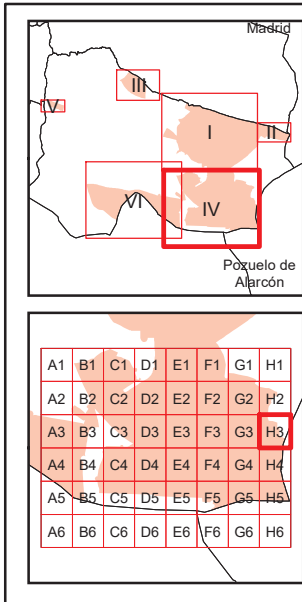 Madrid
III
V
I
II
VI
IV
Pozuelo de
Alarcón
A1 B1 C1 D1 E1 F1 G1 H1
A2 B2 C2 D2 E2 F2 G2 H2
A3 B3 C3 D3 E3 F3 G3 H3
A4 B4 C4 D4 E4 F4 G4 H4
A5 B5 C5 D5 E5 F5 G5 H5
A6 B6 C6 D6 E6 F6 G6 H6